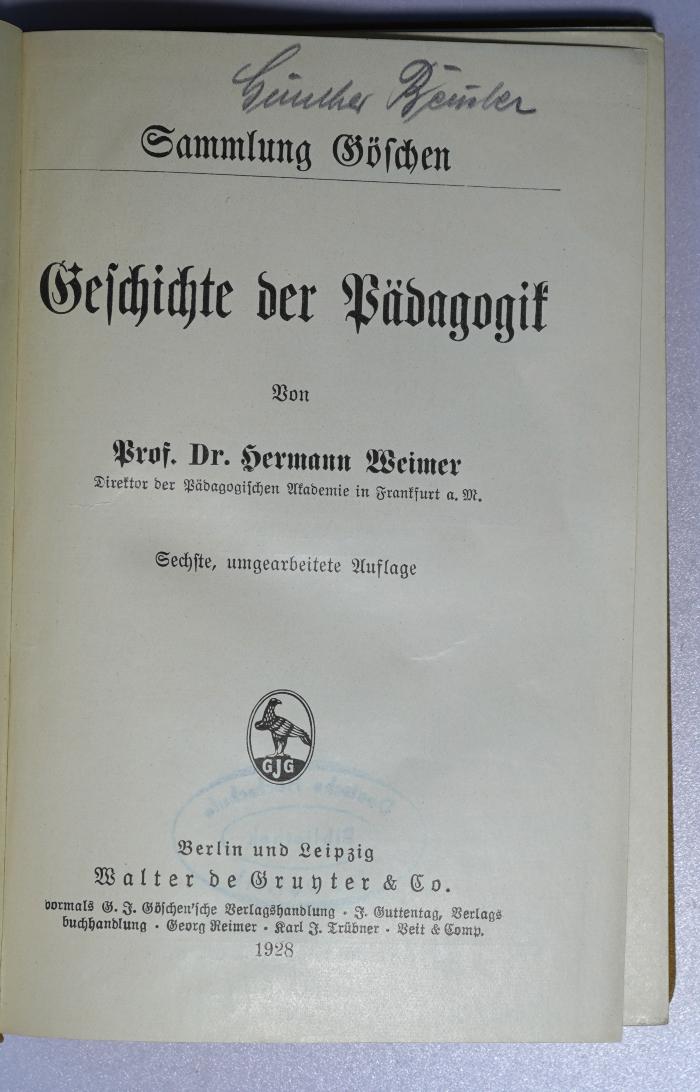 Günther
Sammlung Göschen
Geschichte der Pädagogik
Von
Prof. Dr. Hermann Weimer
Direktor der Pädagogischen Akademie in Frankfurt a. M.
Sechste, umgearbeitete Auflage
GJG
Berlin und Leipzig
Walter de Gruyter & Co.
vormals G. J. Göschen'sche Verlagshandlung · J. Guttentag, Verlags
buchhandlung · Georg Reimer · Karl J. Trübner · Veit & Comp.
1928